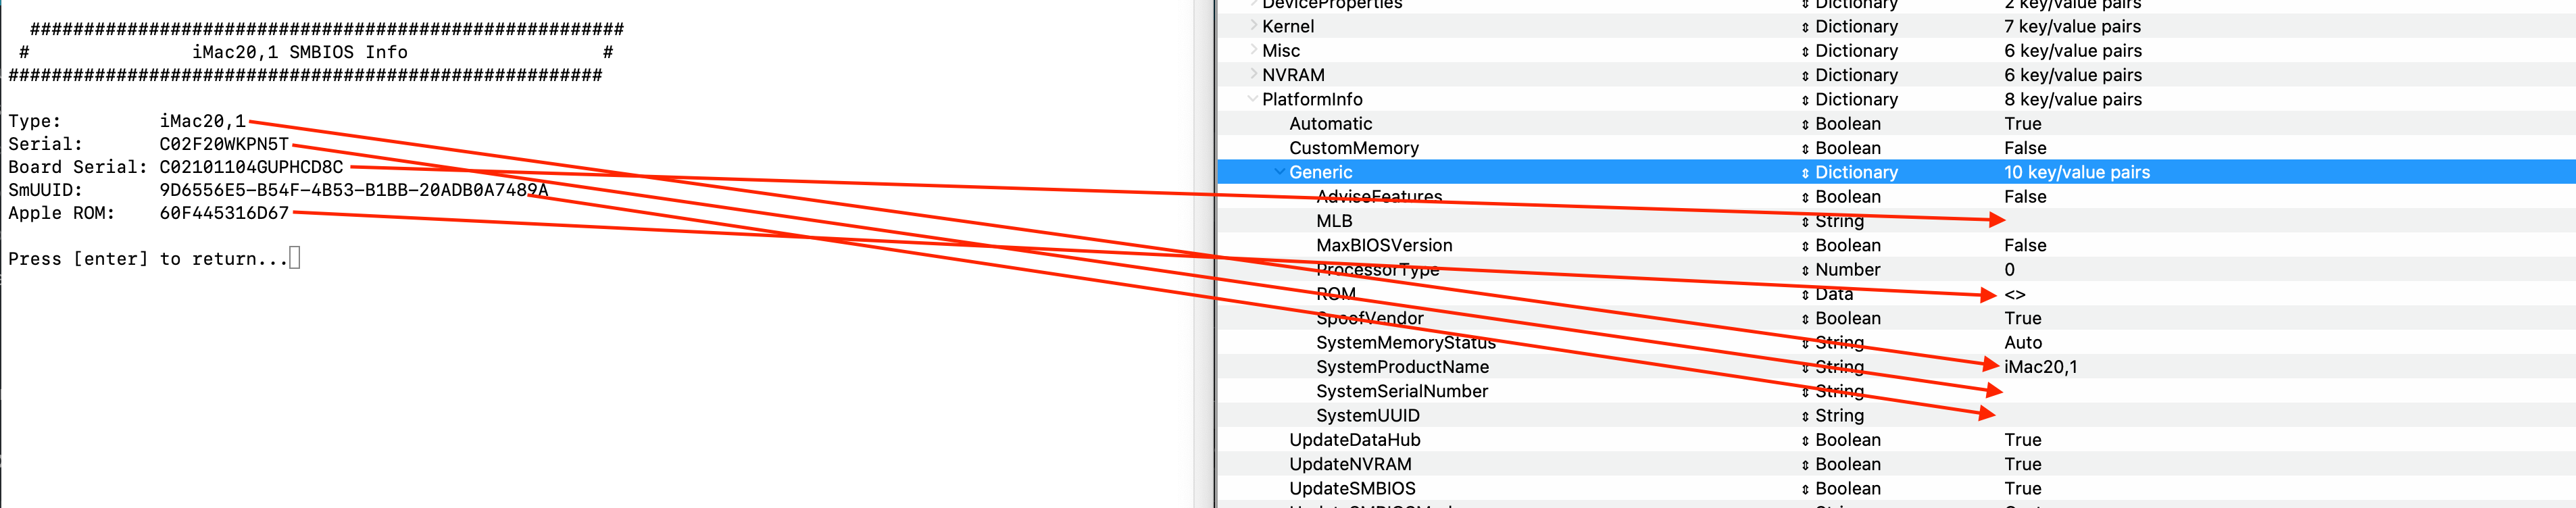 #######################################################
# iMac20,1 SMBIOS Info #
#######################################################
Type: iMac20,1
Serial: C02F20WKPN5T
Board Serial: C02101104GUPHCD8C
SmUUID: 9D6556E5-B54F-4B53-B1BB-20ADB0A7489A
Apple ROM: 60F445316D67
Press [enter] to return...
DeviceProperties Dictionary 2 key/value pairs
Kernel Dictionary 7 key/value pairs
Misc Dictionary 6 key/value pairs
NVRAM Dictionary 6 key/value pairs
PlatformInfo Dictionary 8 key/value pairs
Automatic Boolean True
CustomMemory Boolean False
Generic Dictionary 10 key/value pairs
AdviseFeatures Boolean False
MLB String
MaxBIOSVersion Boolean False
ProcessorType Number 0
ROM Data <>
SpoofVendor Boolean True
SystemMemoryStatus String Auto
SystemProductName String iMac20,1
SystemSerialNumber String
SystemUUID String
UpdateDataHub Boolean True
UpdateNVRAM Boolean True
UpdateSMBIOS Boolean True